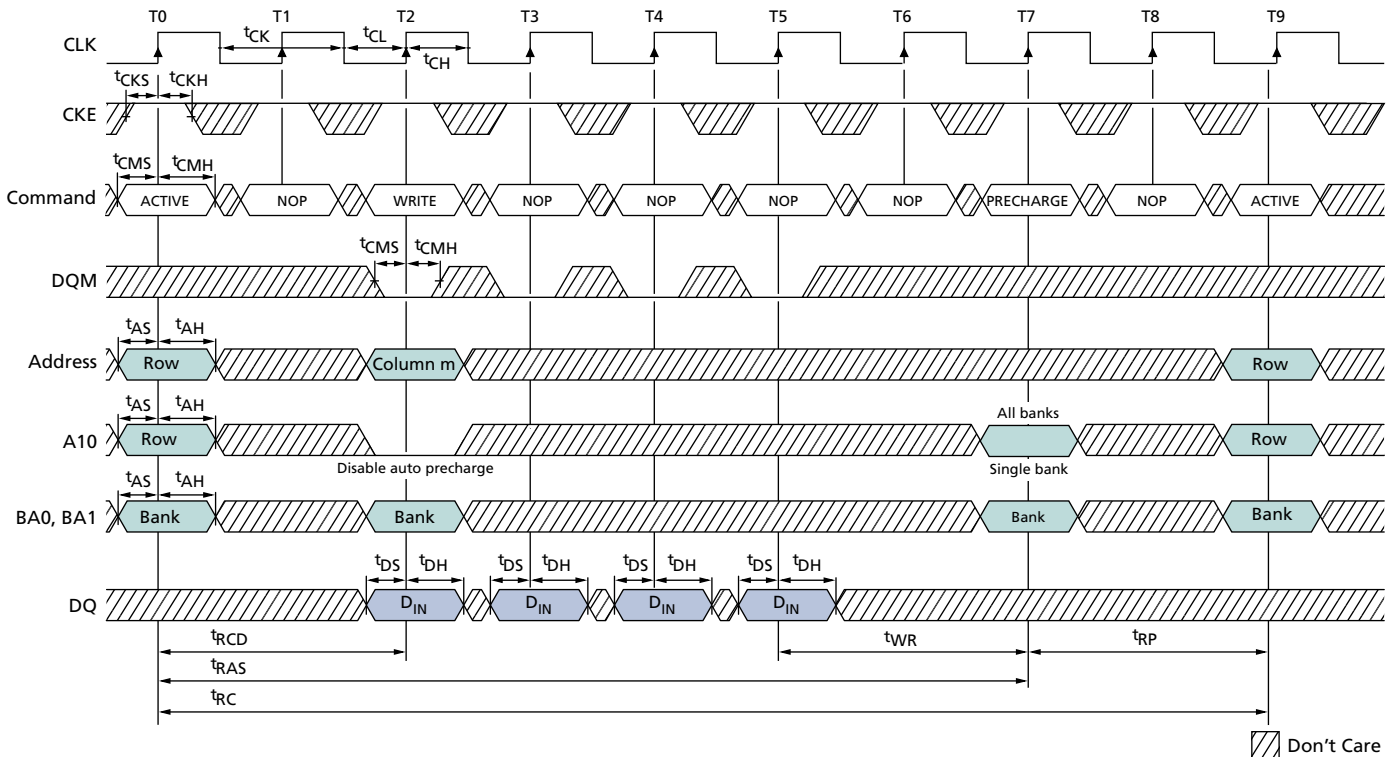 T0 T1 T2 T3 T4 T5 T6 T7 T8 T9
CLK tCK tCL tCH
tCKS tCKH
CKE
tCMS tCMH
Command ACTIVE NOP WRITE NOP NOP NOP NOP PRECHARGE NOP ACTIVE
tCMS tCMH
DQM
tAS tAH
Address Row Column m Row
tAS tAH All banks
A10 Row Row
Disable auto precharge Single bank
tAS tAH
BA0, BA1 Bank Bank Bank Bank
tDS tDH tDS tDH tDS tDH tDS tDH
DQ DIN DIN DIN DIN
tRCD tWR tRP
tRAS
tRC
Don't Care